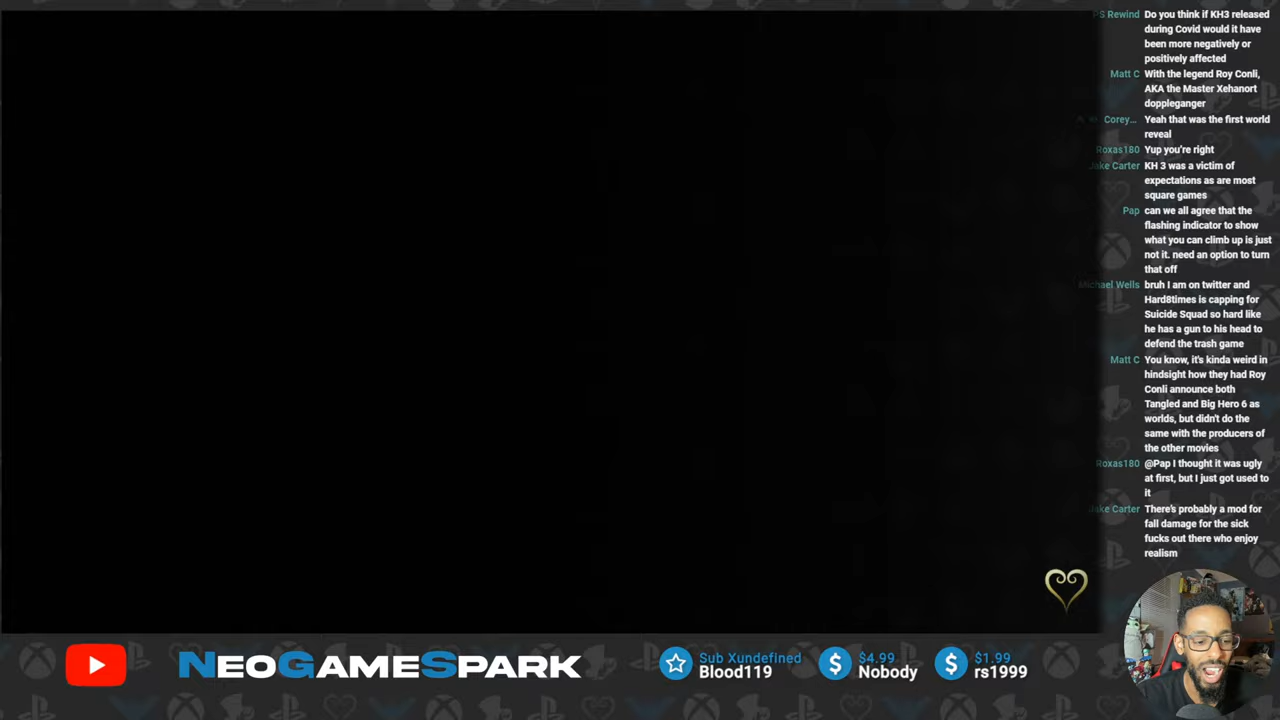 PS Rewind Do you think if KH3 released
during Covid would it have
been more negatively or
positively affected
Matt C With the legend Roy Conli,
AKA the Master Xehanort
doppleganger
Corey... Yeah that was the first world
reveal
Roxas180 Yup you're right
Jake Carter KH 3 was a victim of
expectations as are most
square games
Pap can we all agree that the
flashing indicator to show
what you can climb up is just
not it. need an option to turn
that off
Michael Wells bruh I am on twitter and
Hard8times is capping for
Suicide Squad so hard like
he has a gun to his head to
defend the trash game
Matt C You know, it's kinda weird in
hindsight how they had Roy
Conli announce both
Tangled and Big Hero 6 as
worlds, but didn't do the
same with the producers of
the other movies
Roxas180 @Pap I thought it was ugly
at first, but I just got used to
it
Jake Carter There's probably a mod for
fall damage for the sick
fucks out there who enjoy
realism
NEOGAMESPARK
Sub Xundefined
Blood119
$4.99
Nobody
$1.99
rs1999